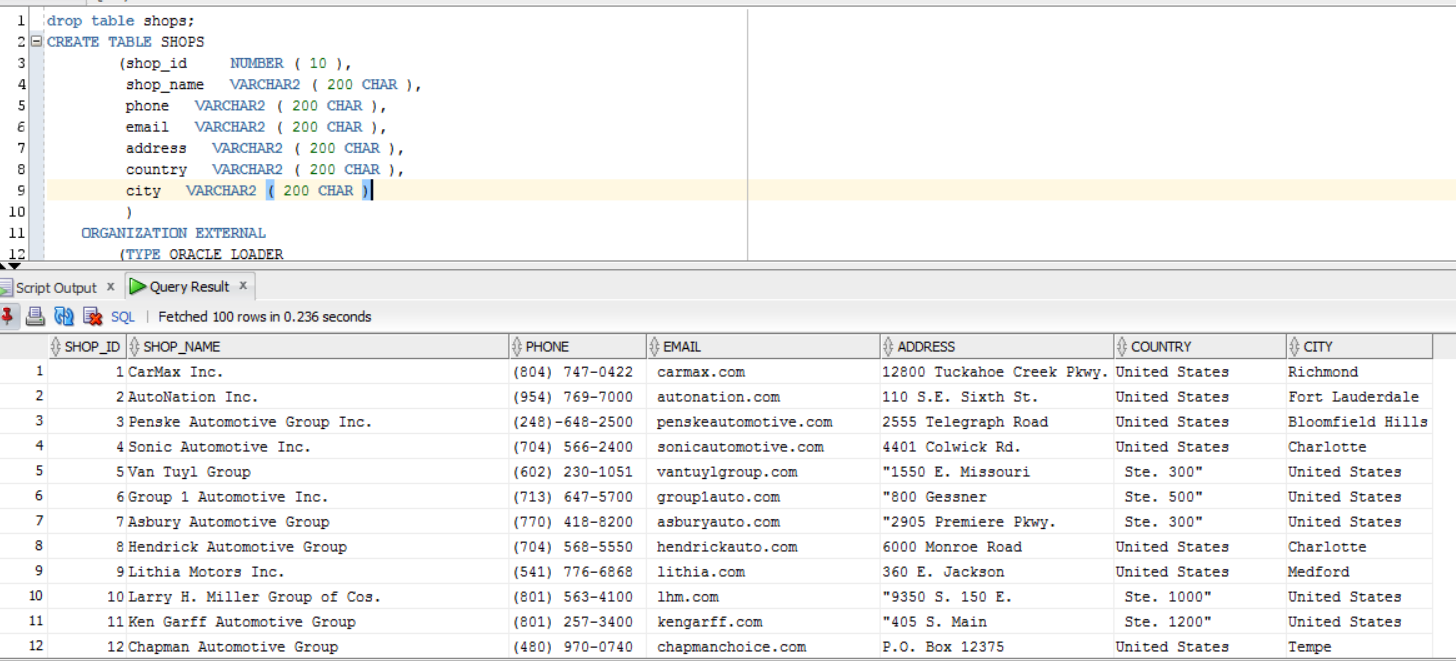 1 drop table shops;
2 CREATE TABLE SHOPS
3 (shop_id NUMBER ( 10 ),
4 shop_name VARCHAR2 ( 200 CHAR ),
5 phone VARCHAR2 ( 200 CHAR ),
6 email VARCHAR2 ( 200 CHAR ),
7 address VARCHAR2 ( 200 CHAR ),
8 country VARCHAR2 ( 200 CHAR ),
9 city VARCHAR2 ( 200 CHAR )
10 )
11 ORGANIZATION EXTERNAL
12 (TYPE ORACLE_LOADER
Script Output x Query Result x
SQL | Fetched 100 rows in 0.236 seconds
SHOP_ID SHOP_NAME PHONE EMAIL ADDRESS COUNTRY CITY
1 1 CarMax Inc. (804) 747-0422 carmax.com 12800 Tuckahoe Creek Pkwy. United States Richmond
2 2 AutoNation Inc. (954) 769-7000 autonation.com 110 S.E. Sixth St. United States Fort Lauderdale
3 3 Penske Automotive Group Inc. (248)-648-2500 penskeautomotive.com 2555 Telegraph Road United States Bloomfield Hills
4 4 Sonic Automotive Inc. (704) 566-2400 sonicautomotive.com 4401 Colwick Rd. United States Charlotte
5 5 Van Tuyl Group (602) 230-1051 vantuylgroup.com "1550 E. Missouri Ste. 300" United States
6 6 Group 1 Automotive Inc. (713) 647-5700 group1auto.com "800 Gessner Ste. 500" United States
7 7 Asbury Automotive Group (770) 418-8200 asburyauto.com "2905 Premiere Pkwy. Ste. 300" United States
8 8 Hendrick Automotive Group (704) 568-5550 hendrickauto.com 6000 Monroe Road United States Charlotte
9 9 Lithia Motors Inc. (541) 776-6868 lithia.com 360 E. Jackson United States Medford
10 10 Larry H. Miller Group of Cos. (801) 563-4100 lhm.com "9350 S. 150 E. Ste. 1000" United States
11 11 Ken Garff Automotive Group (801) 257-3400 kengarff.com "405 S. Main Ste. 1200" United States
12 12 Chapman Automotive Group (480) 970-0740 chapmanchoice.com P.O. Box 12375 United States Tempe